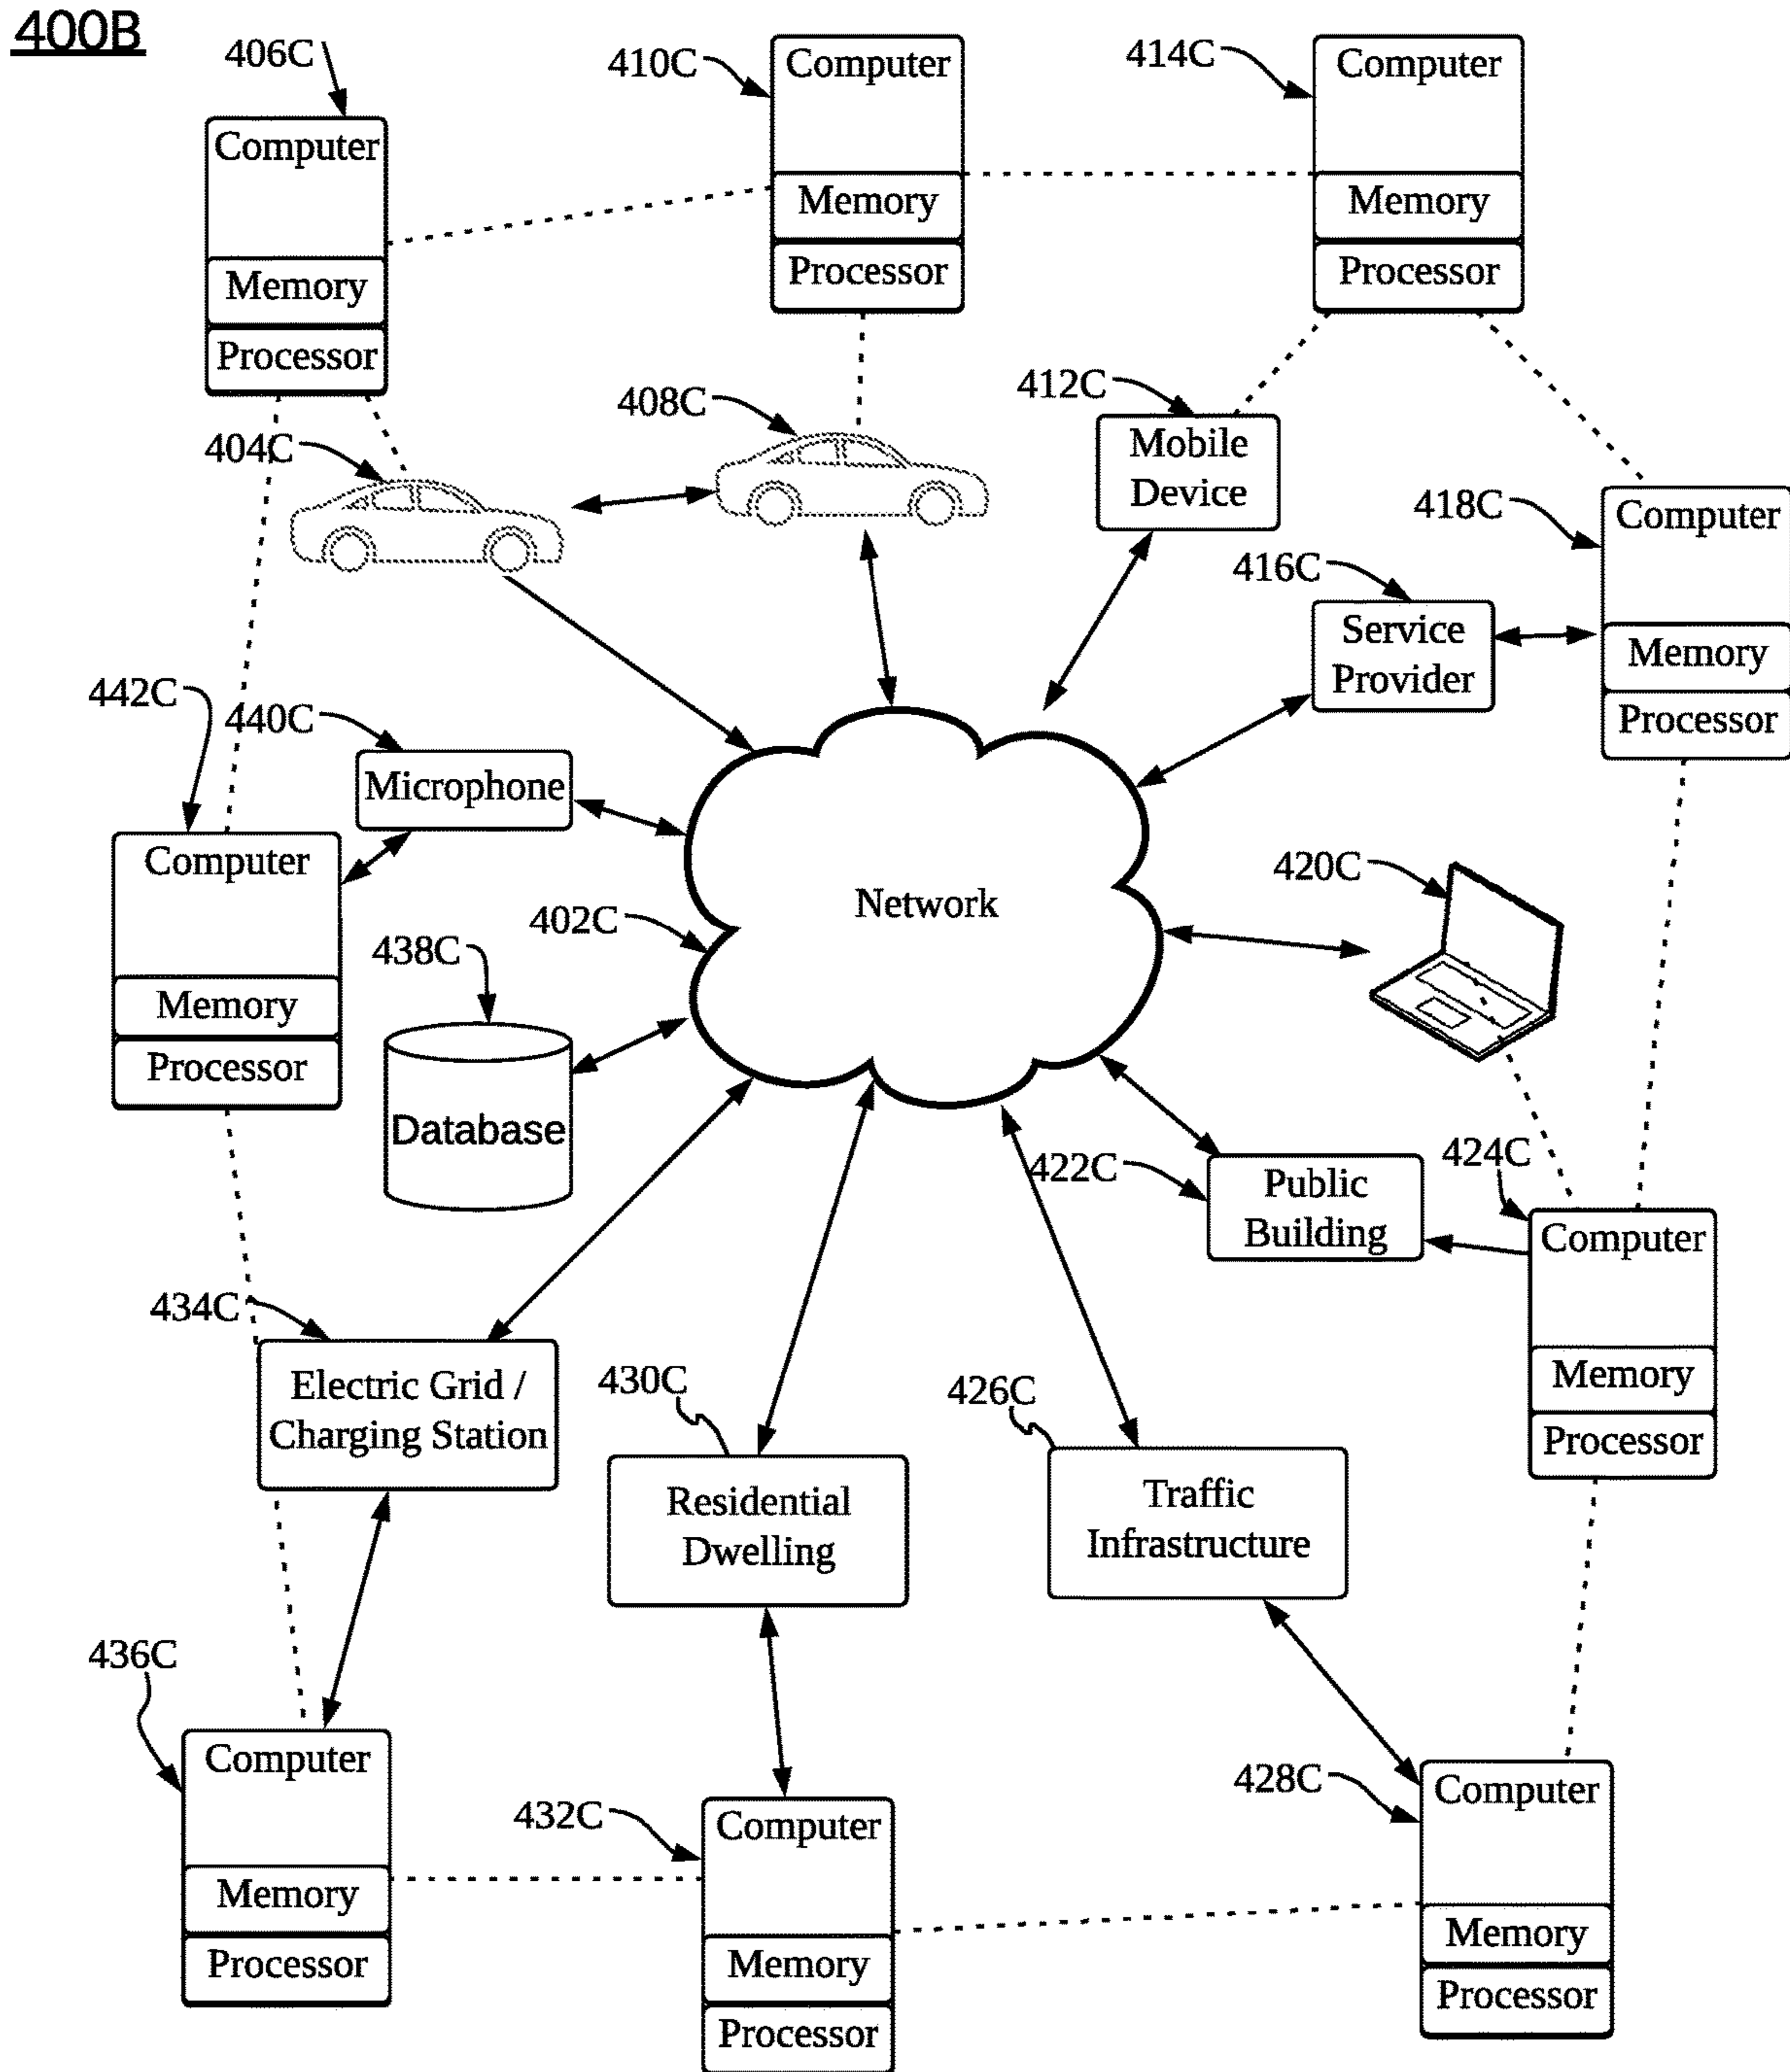 400B
406C
410C
414C
Computer
Memory
Processor
Computer
Memory
Processor
Computer
Memory
Processor
404C
408C
412C
Mobile
Device
416C
Service
Provider
418C
Computer
Memory
Processor
442C
440C
Microphone
Computer
Memory
Processor
402C
Network
420C
438C
Database
422C
Public
Building
424C
Computer
Memory
Processor
434C
Electric Grid /
Charging Station
430C
Residential
Dwelling
426C
Traffic
Infrastructure
436C
Computer
Memory
Processor
432C
Computer
Memory
Processor
428C
Computer
Memory
Processor